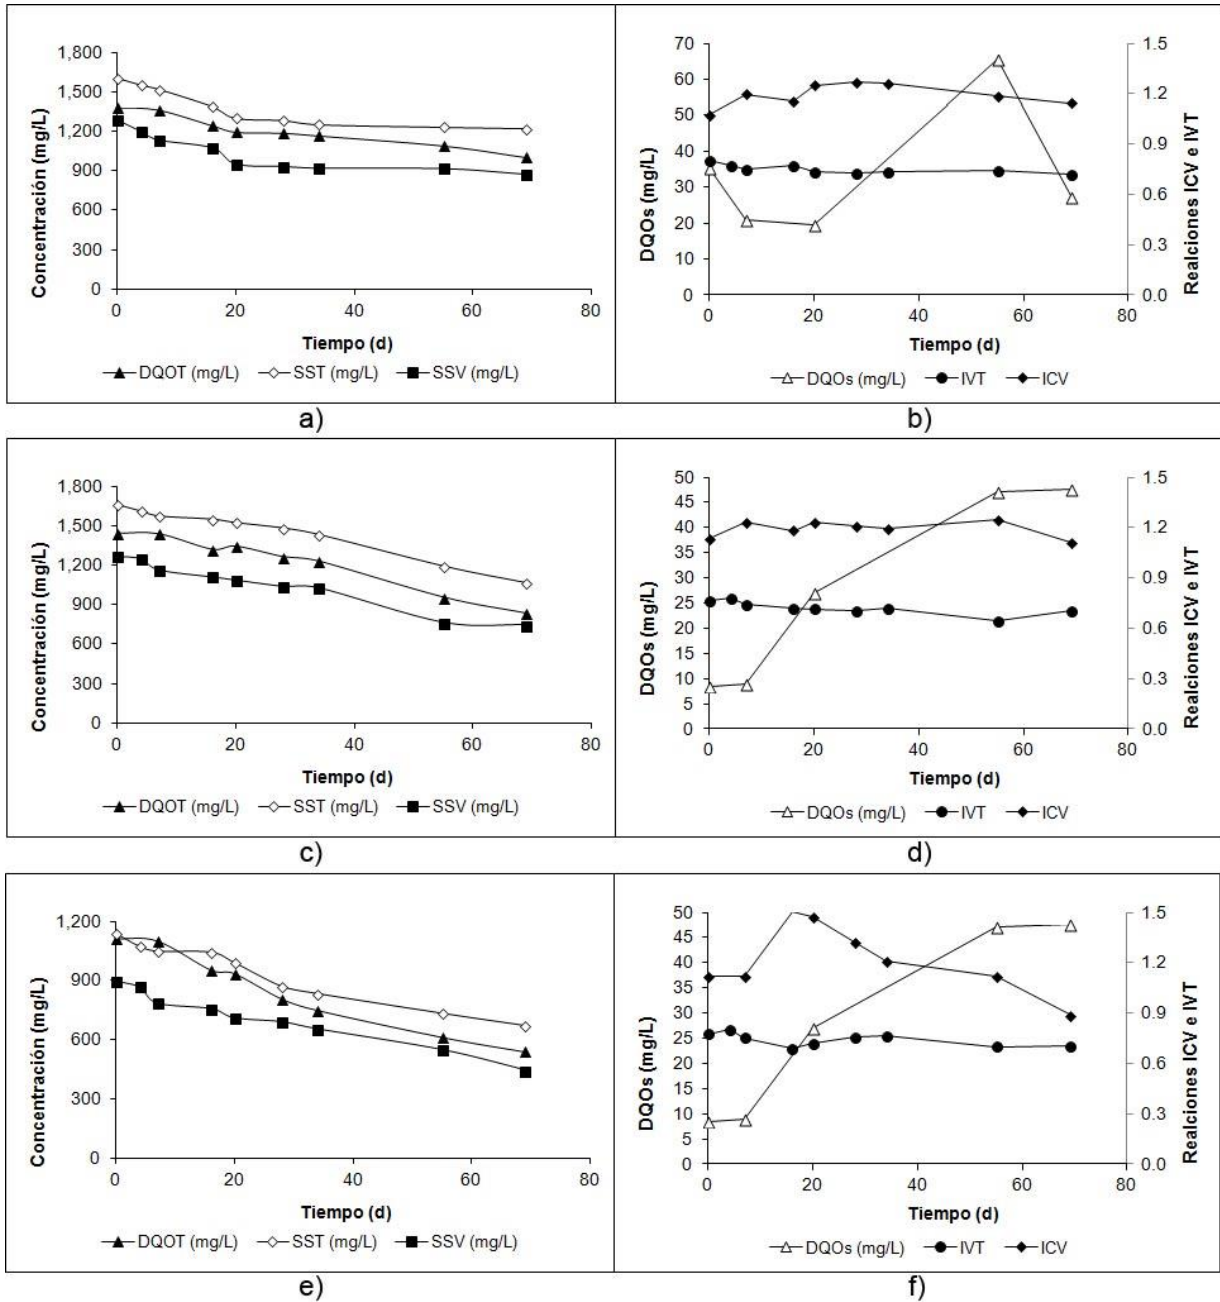 1,800
1,500
1,200
900
600
300
0
Concentración (mg/L)
0 20 40 60 80
Tiempo (d)
DQOT (mg/L) SST (mg/L) SSV (mg/L)
a)
70
60
50
40
30
20
10
0
DQOs (mg/L)
1.5
1.2
0.9
0.6
0.3
0.0
Realciones ICV e IVT
0 20 40 60 80
Tiempo (d)
DQOs (mg/L) IVT ICV
b)
1,800
1,500
1,200
900
600
300
0
Concentración (mg/L)
0 20 40 60 80
Tiempo (d)
DQOT (mg/L) SST (mg/L) SSV (mg/L)
c)
50
45
40
35
30
25
20
15
10
5
0
DQOs (mg/L)
1.5
1.2
0.9
0.6
0.3
0.0
Realciones ICV e IVT
0 20 40 60 80
Tiempo (d)
DQOs (mg/L) IVT ICV
d)
1,200
900
600
300
0
Concentración (mg/L)
0 20 40 60 80
Tiempo (d)
DQOT (mg/L) SST (mg/L) SSV (mg/L)
e)
50
45
40
35
30
25
20
15
10
5
0
DQOs (mg/L)
1.5
1.2
0.9
0.6
0.3
0.0
Realciones ICV e IVT
0 20 40 60 80
Tiempo (d)
DQOs (mg/L) IVT ICV
f)